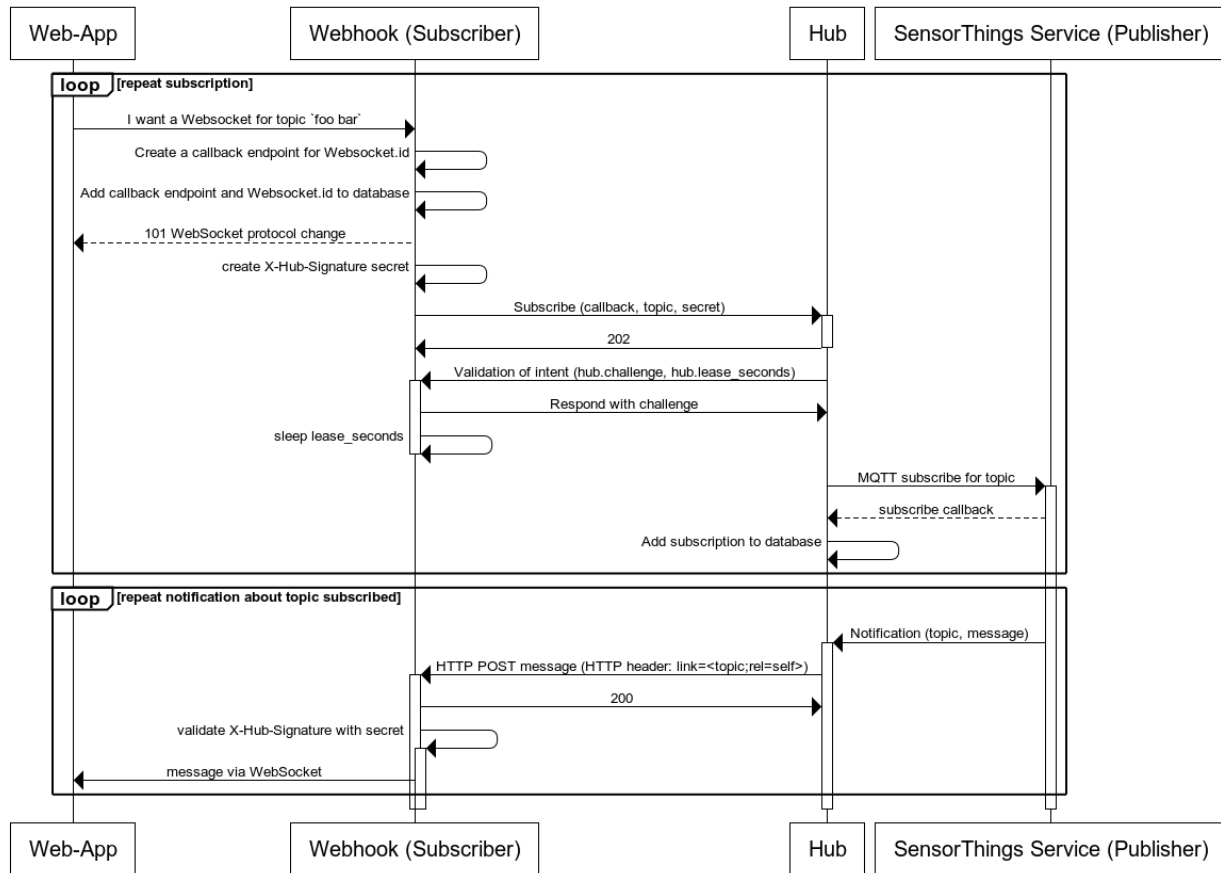 Web-App
Webhook (Subscriber)
Hub
SensorThings Service (Publisher)
loop
[repeat subscription]
I want a Websocket for topic `foo bar`
Create a callback endpoint for Websocket.id
Add callback endpoint and Websocket.id to database
101 WebSocket protocol change
create X-Hub-Signature secret
Subscribe (callback, topic, secret)
202
Validation of intent (hub.challenge, hub.lease_seconds)
Respond with challenge
sleep lease_seconds
MQTT subscribe for topic
subscribe callback
Add subscription to database
loop
[repeat notification about topic subscribed]
Notification (topic, message)
HTTP POST message (HTTP header: link=<topic;rel=self>)
200
validate X-Hub-Signature with secret
message via WebSocket
Web-App
Webhook (Subscriber)
Hub
SensorThings Service (Publisher)